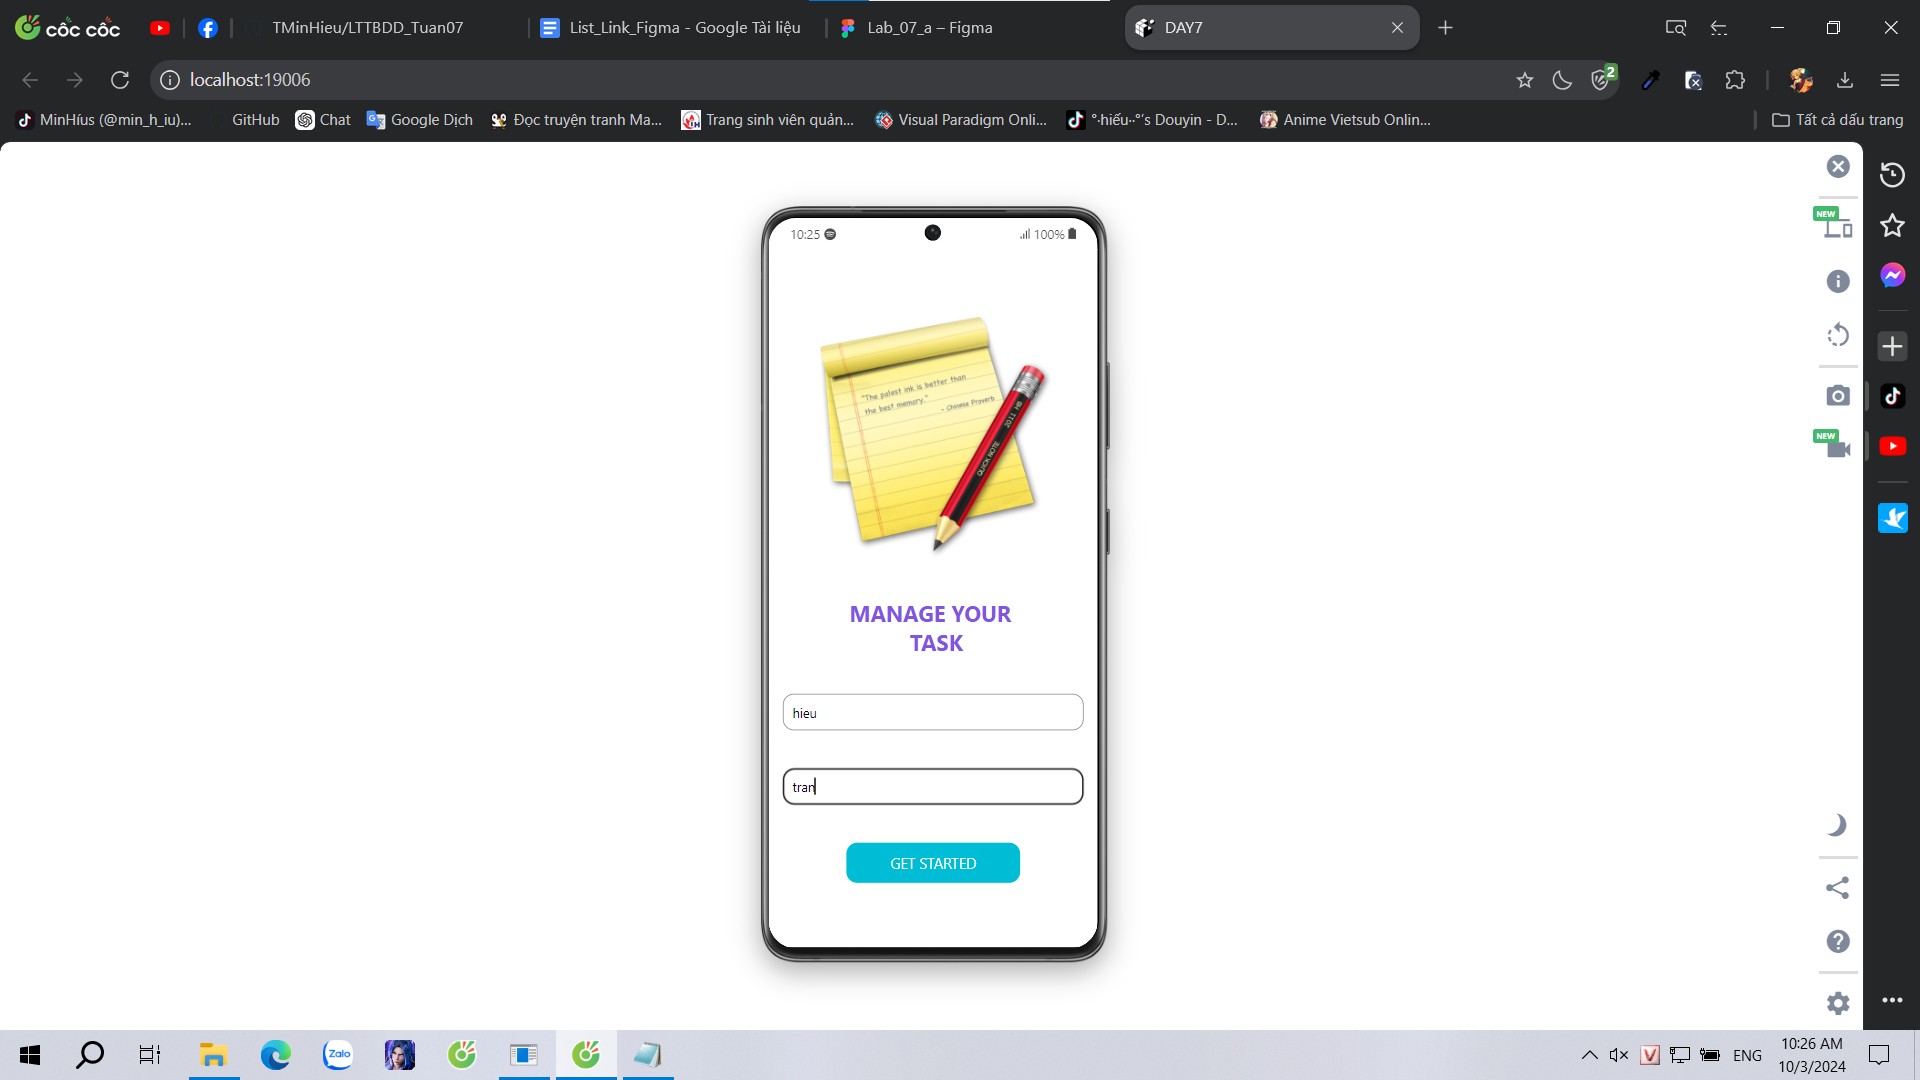 cốc cốc
TMinHieu/LTTBDD_Tuan07
List_Link_Figma - Google Tài liệu
Lab_07_a – Figma
DAY7
localhost:19006
2
MinHíus (@min_h_iu)...
GitHub
Chat
Google Dịch
Đọc truyện tranh Ma...
Trang sinh viên quản...
Visual Paradigm Onli...
°·hiếu··°´s Douyin - D...
Anime Vietsub Onlin...
Tất cả dấu trang
NEW
NEW
10:25
100%
"The palest ink is better than
the best memory."
- Chinese Proverb
QUICK NOTE 2011 HB
MANAGE YOUR
TASK
hieu
tran
GET STARTED
Zalo
ENG
10:26 AM
10/3/2024